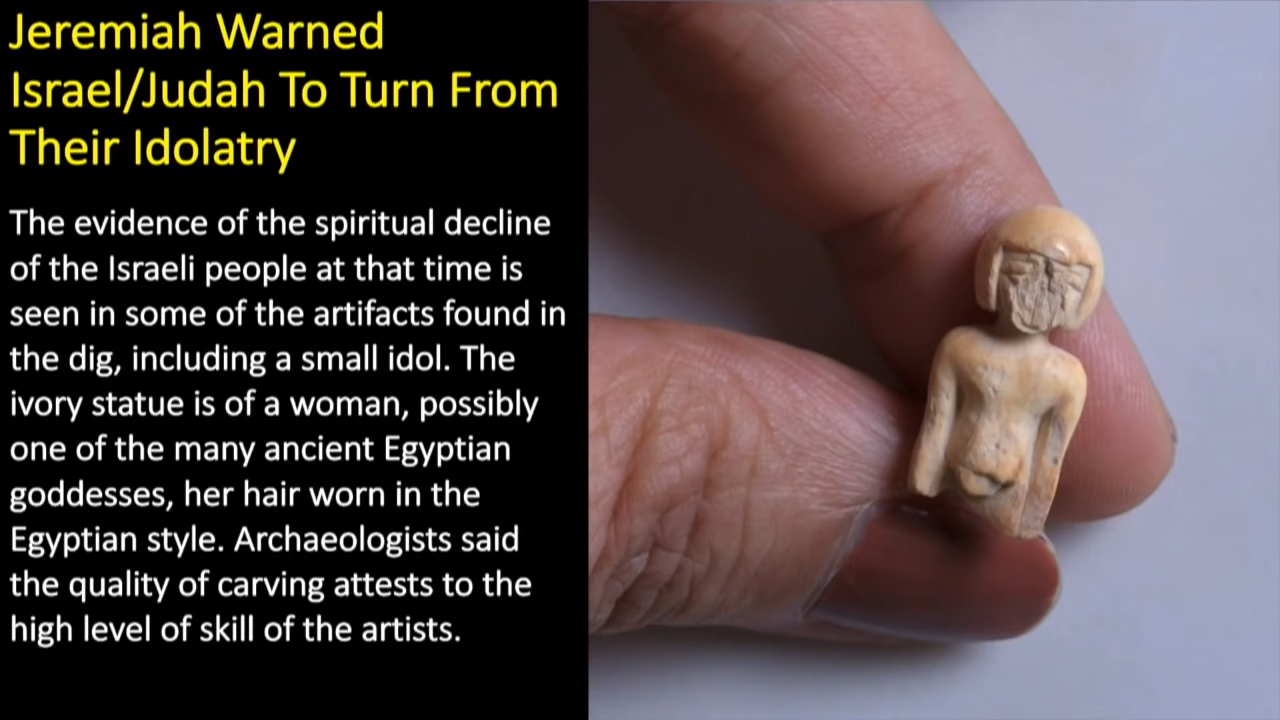 Jeremiah Warned
Israel/Judah To Turn From
Their Idolatry
The evidence of the spiritual decline
of the Israeli people at that time is
seen in some of the artifacts found in
the dig, including a small idol. The
ivory statue is of a woman, possibly
one of the many ancient Egyptian
goddesses, her hair worn in the
Egyptian style. Archaeologists said
the quality of carving attests to the
high level of skill of the artists.